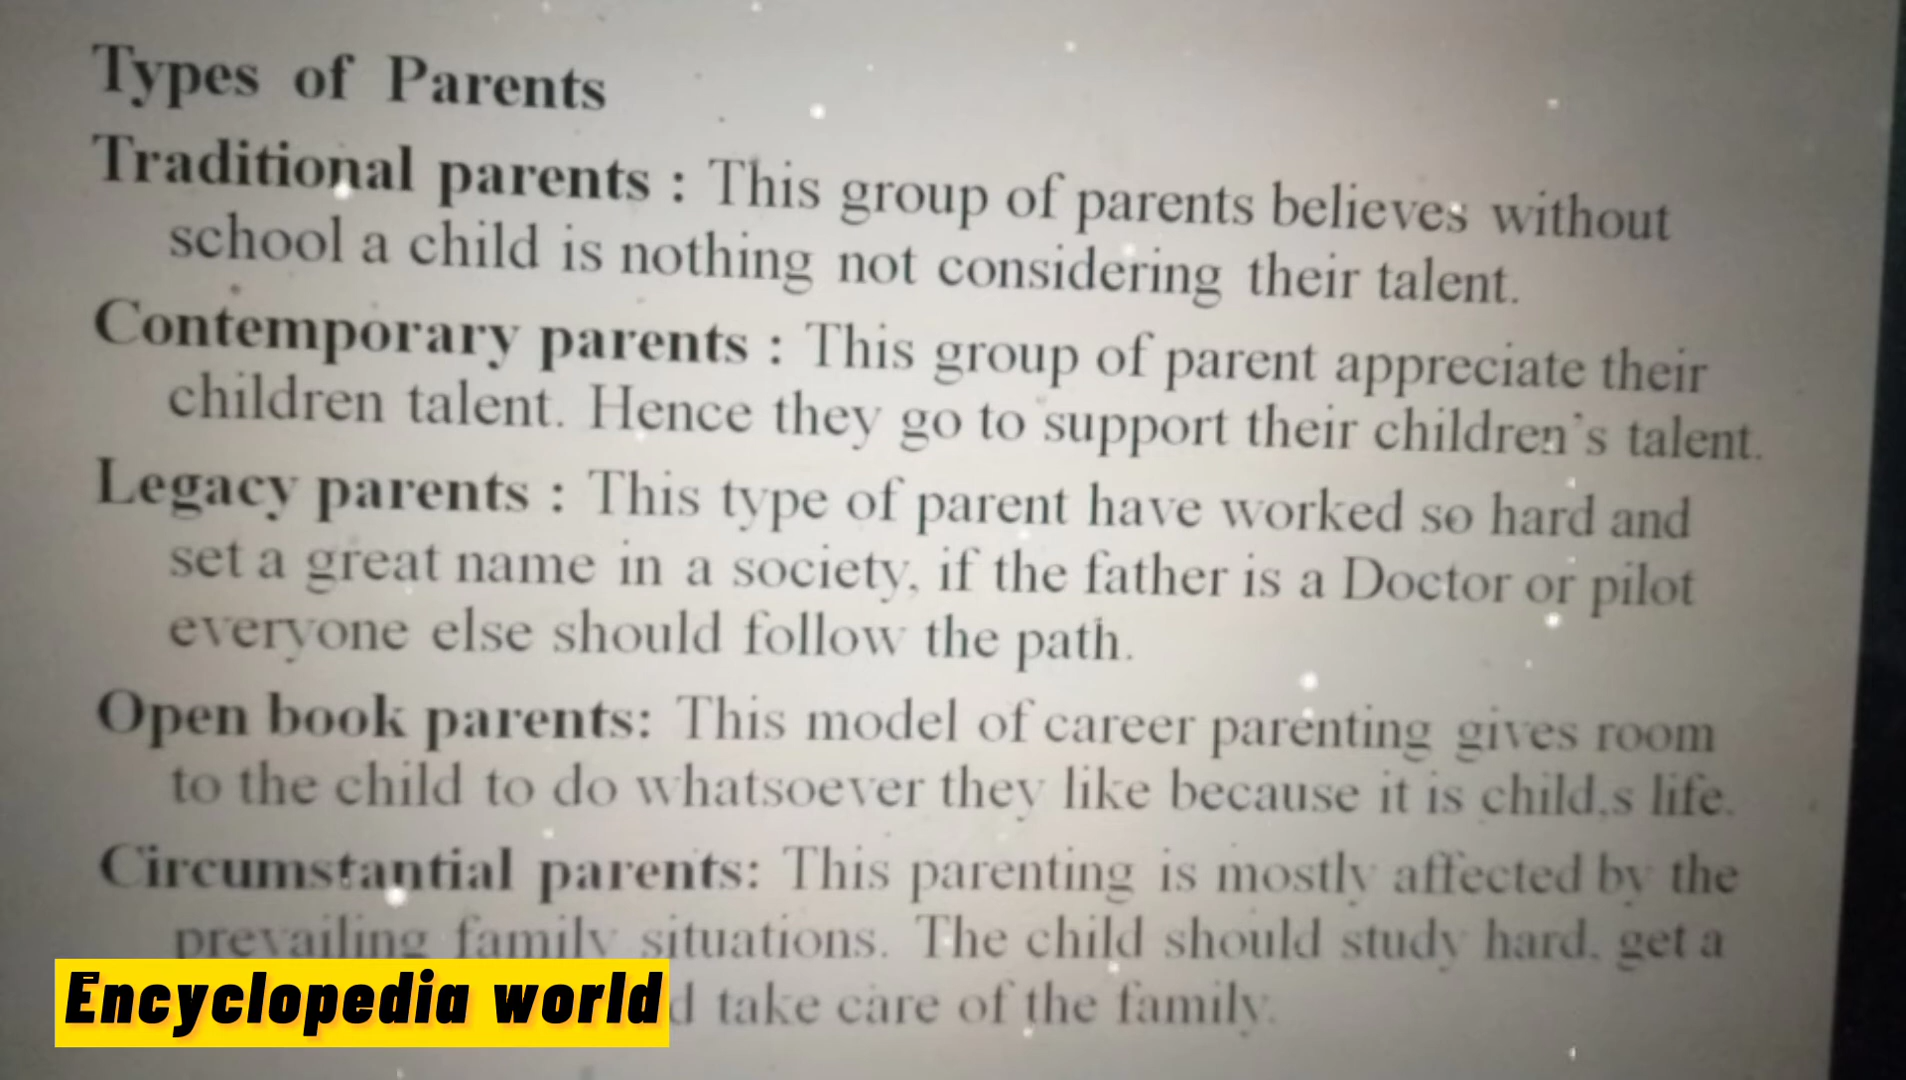 Types of Parents
Traditional parents : This group of parents believes without
school a child is nothing not considering their talent.
Contemporary parents : This group of parent appreciate their
children talent. Hence they go to support their children's talent.
Legacy parents : This type of parent have worked so hard and
set a great name in a society, if the father is a Doctor or pilot
everyone else should follow the path.
Open book parents: This model of career parenting gives room
to the child to do whatsoever they like because it is child,s life.
Circumstantial parents: This parenting is mostly affected by the
prevailing family situations. The child should study hard, get a
take care of the family.
Encyclopedia world